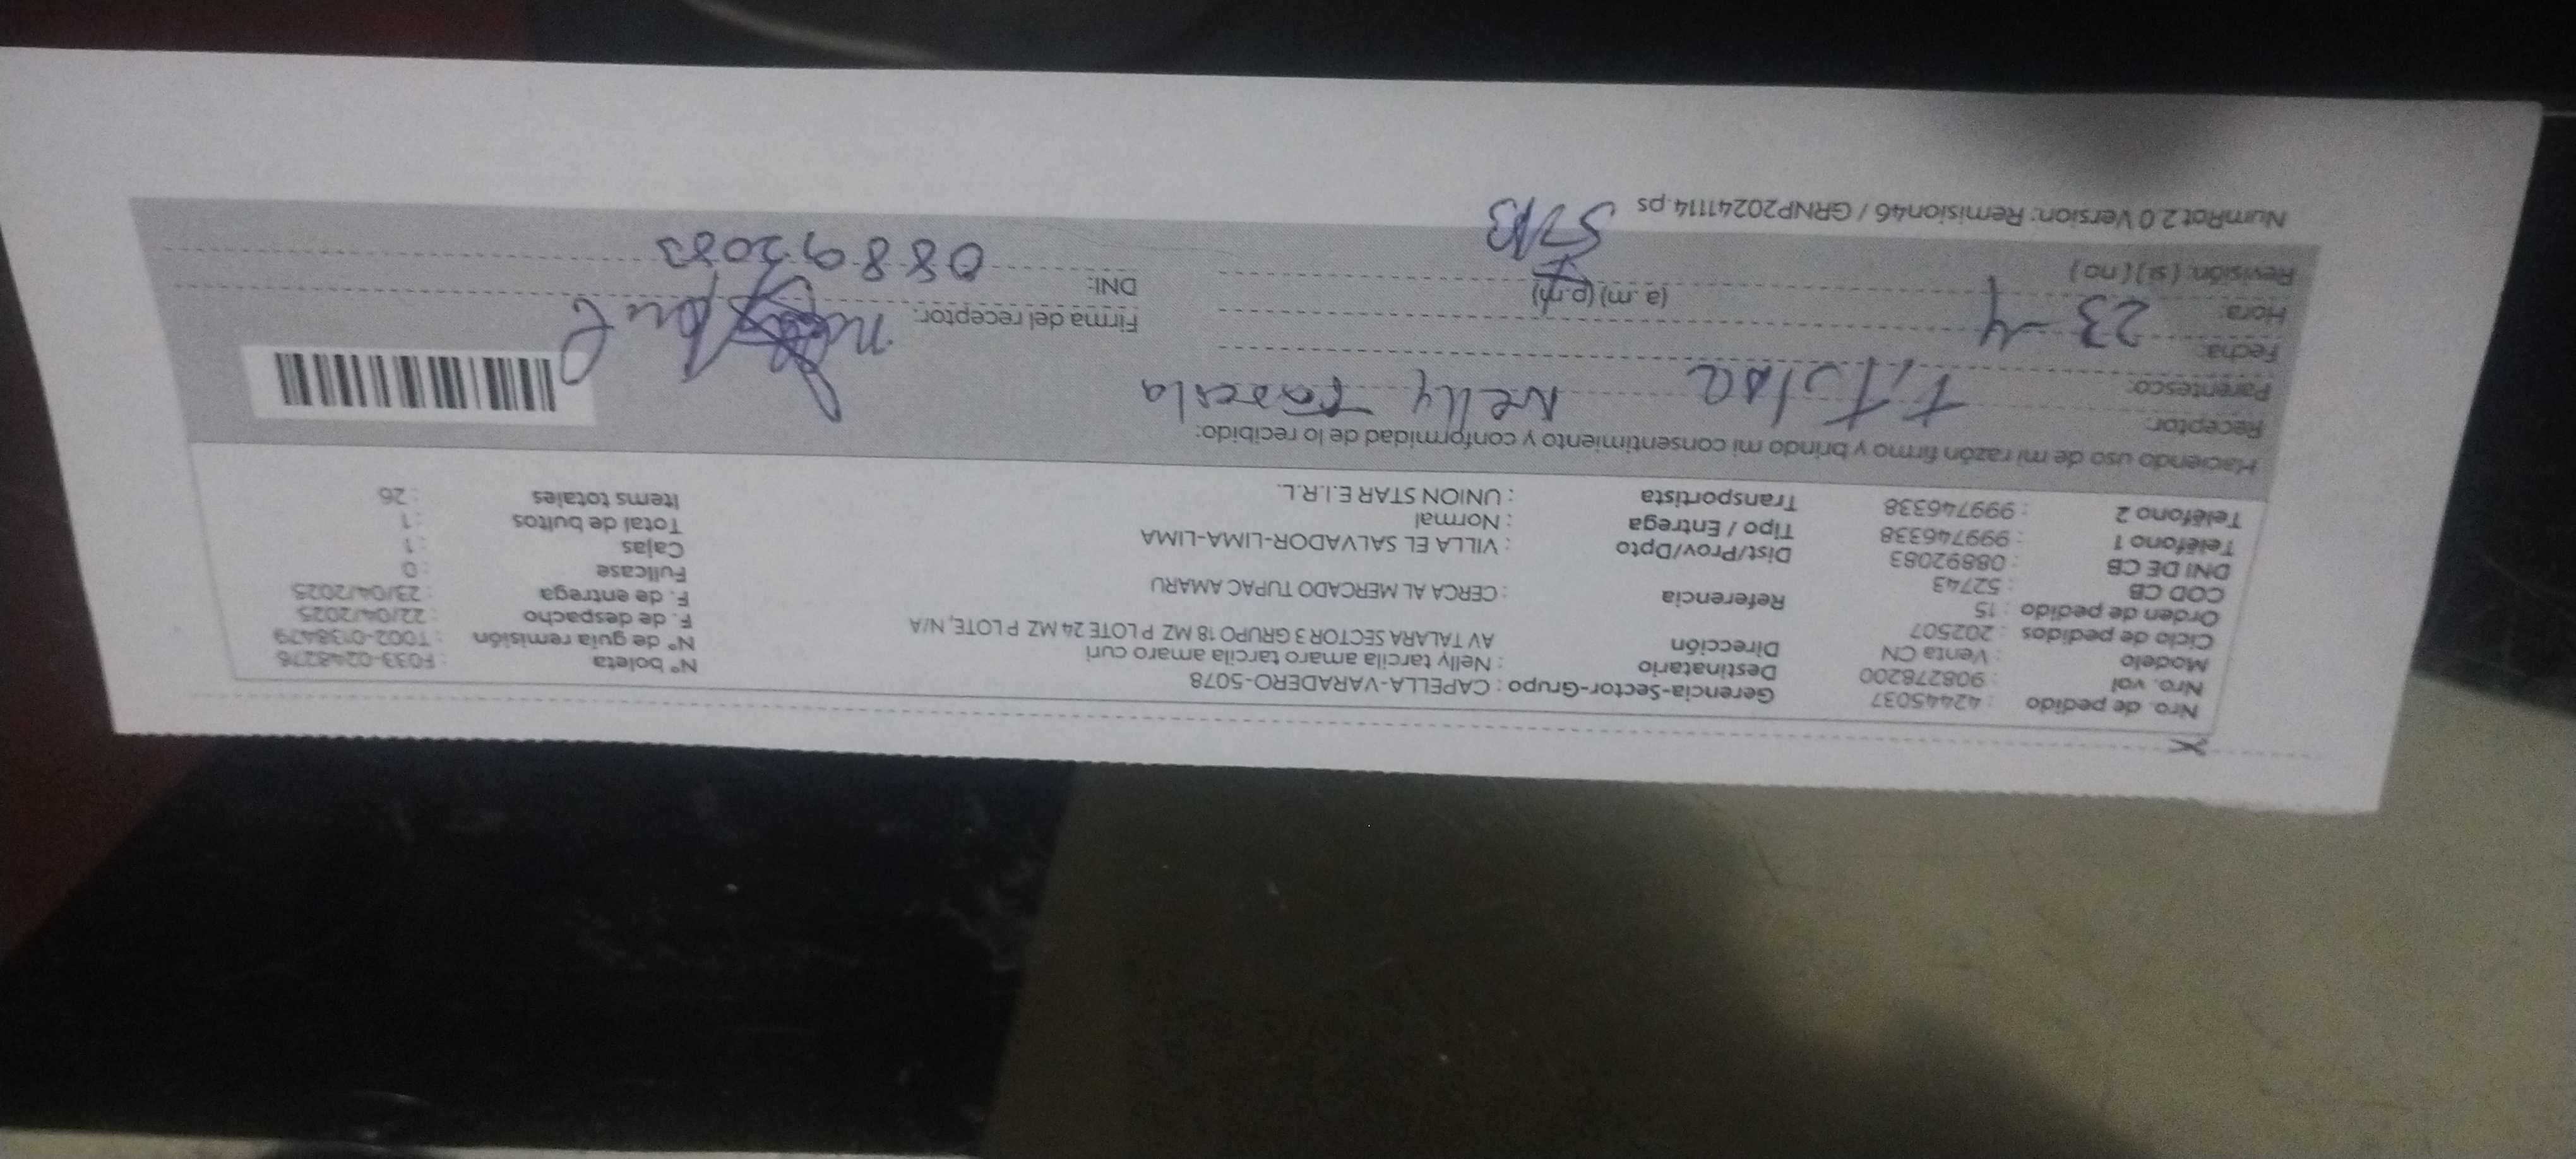 Nro. de pedido : 42445037 Gerencia-Sector-Grupo : CAPELLA-VARADERO-5078 N° boleta : F033-0248276
Nro. vol : 908278200 Destinatario : Nelly tarcila amaro tarcila amaro curi N° de guía remisión : T002-0138479
Modelo : Venta CN Dirección AV TALARA SECTOR 3 GRUPO 18 MZ P LOTE 24 MZ P LOTE, N/A F. de despacho : 22/04/2025
Ciclo de pedidos : 202507 F. de entrega : 23/04/2025
Orden de pedido : 15 Referencia : CERCA AL MERCADO TUPAC AMARU Fullcase : 0
COD CB : 52743 Dist/Prov/Dpto : VILLA EL SALVADOR-LIMA-LIMA Cajas : 1
DNI DE CB : 08892083 Tipo / Entrega : Normal Total de bultos : 1
Teléfono 1 : 999746338 Transportista : UNION STAR E.I.R.L. Items totales : 26
Teléfono 2 : 999746338
Haciendo uso de mi razón firmo y brindo mi consentimiento y conformidad de lo recibido:
Receptor: Nelly
Parentesco:
Fecha: 23-4
Hora: (a.m) (p.m) Firma del receptor:
Revisión: (si) (no) DNI: 08892083
NumRot 2.0 Version: Remision46 / GRNP20241114.ps